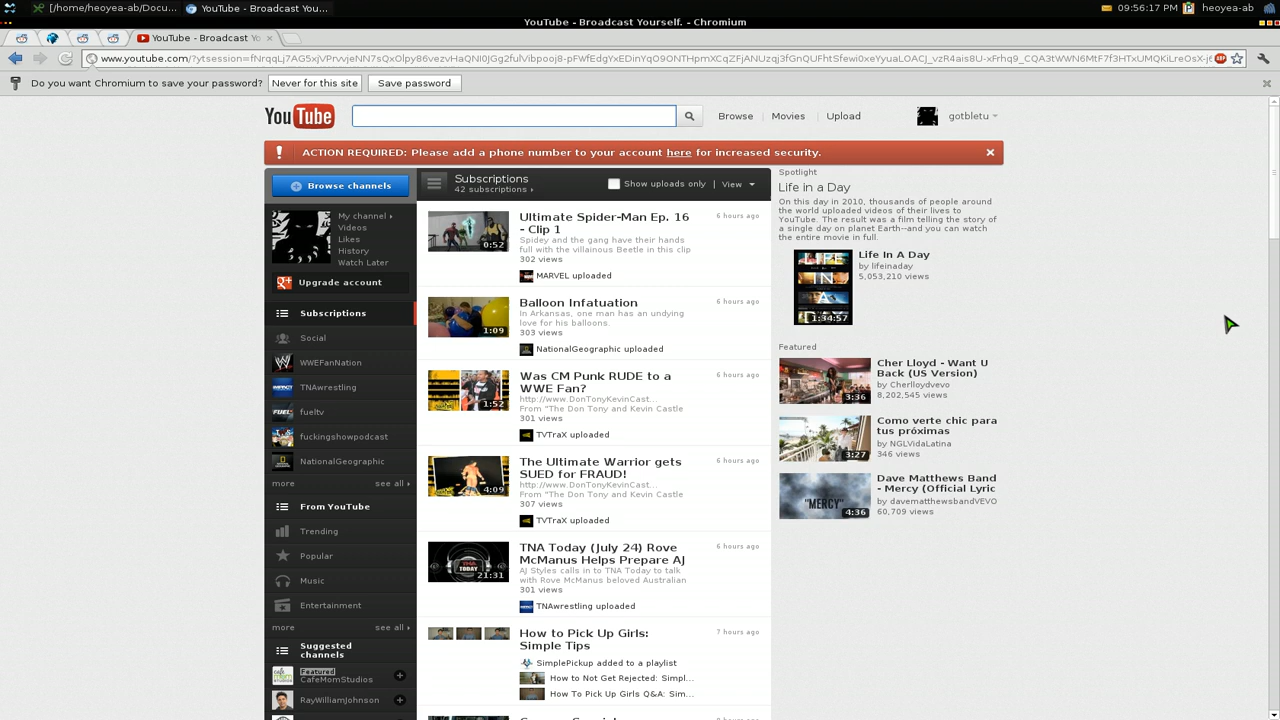 [/home/heoyea-ab/Docu...
YouTube - Broadcast You...
09:56:17 PM
heoyea-ab
YouTube - Broadcast Yourself. - Chromium
YouTube - Broadcast Yo
Do you want Chromium to save your password?
Never for this site
Save password
YouTube
Browse
Movies
Upload
gotbletu
ACTION REQUIRED: Please add a phone number to your account here for increased security.
Browse channels
My channel
Videos
Likes
History
Watch Later
Upgrade account
Subscriptions
Social
WWEFanNation
TNAwrestling
fueltv
fuckingshowpodcast
NationalGeographic
more
see all
From YouTube
Trending
Popular
Music
Entertainment
more
see all
Suggested
channels
Featured
CafeMomStudios
RayWilliamJohnson
Subscriptions
42 subscriptions
Show uploads only
View
Ultimate Spider-Man Ep. 16
- Clip 1
6 hours ago
Spidey and the gang have their hands
full with the villainous Beetle in this clip
302 views
0:52
MARVEL uploaded
Balloon Infatuation
6 hours ago
In Arkansas, one man has an undying
love for his balloons.
303 views
1:09
NationalGeographic uploaded
Was CM Punk RUDE to a
WWE Fan?
6 hours ago
http://www.DonTonyKevinCast...
From "The Don Tony and Kevin Castle
301 views
1:52
TVTraX uploaded
The Ultimate Warrior gets
SUED for FRAUD!
6 hours ago
http://www.DonTonyKevinCast...
From "The Don Tony and Kevin Castle
307 views
4:09
TVTraX uploaded
TNA Today (July 24) Rove
McManus Helps Prepare AJ
6 hours ago
AJ Styles calls in to TNA Today to talk
with Rove McManus beloved Australian
301 views
21:31
TNAwrestling uploaded
How to Pick Up Girls:
Simple Tips
7 hours ago
SimplePickup added to a playlist
How to Not Get Rejected: Simpl...
How To Pick Up Girls Q&A: Sim...
Spotlight
Life in a Day
On this day in 2010, thousands of people around
the world uploaded videos of their lives to
YouTube. The result was a film telling the story of
a single day on planet Earth--and you can watch
the entire movie in full.
Life In A Day
by lifeinaday
5,053,210 views
1:34:57
Featured
Cher Lloyd - Want U
Back (US Version)
by Cherlloydvevo
8,202,545 views
3:36
Como verte chic para
tus próximas
by NGLVidaLatina
346 views
3:27
Dave Matthews Band
- Mercy (Official Lyric
by davematthewsbandVEVO
60,709 views
"MERCY"
4:36